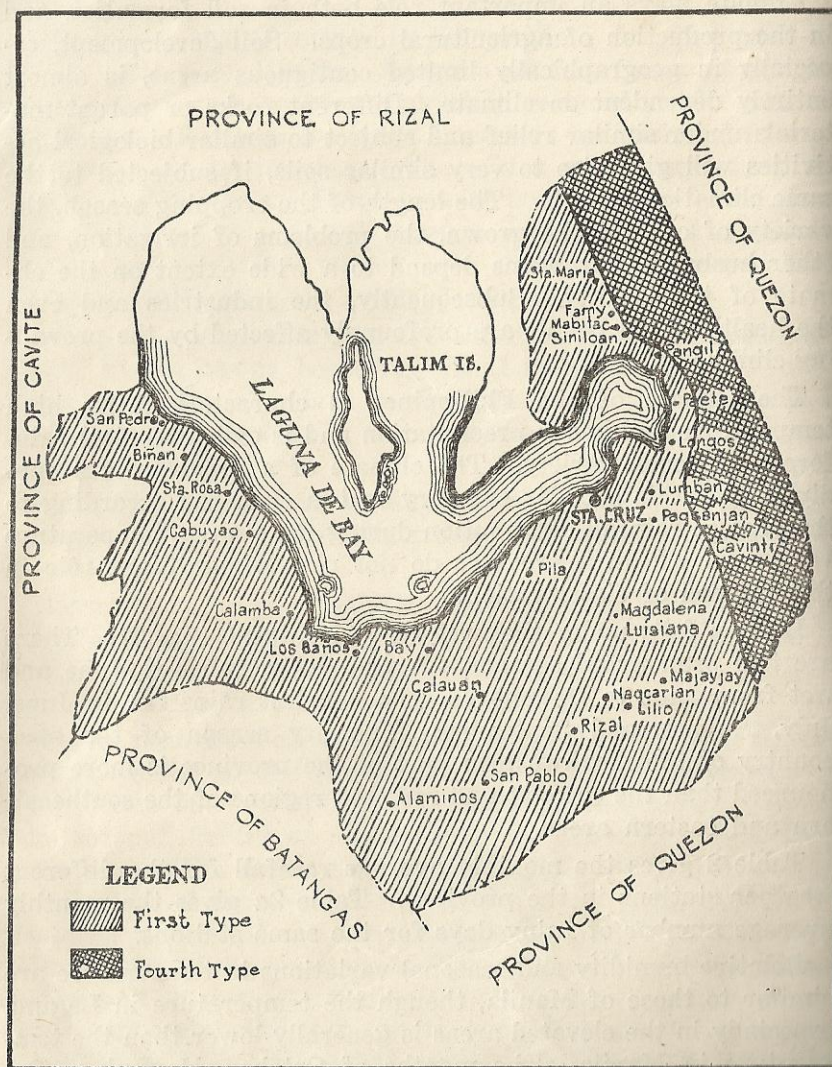 PROVINCE OF RIZAL
PROVINCE OF QUEZON
PROVINCE OF CAVITE
Sta. Maria
Famy
Mabitac
Siniloan
Pangil
TALIM IS.
LAGUNA DE BAY
Paete
San Pedro
Longos
Biñan
Sta. Rosa
Lumban
STA. CRUZ
Pagsanjan
Cabuyao
Cavinti
Pila
Calamba
Magdalena
Luisiana
Los Baños
Bay
Majayjay
Calauan
Nagcarlan
Lilio
Rizal
San Pablo
Alaminos
PROVINCE OF BATANGAS
PROVINCE OF QUEZON
LEGEND
First Type
Fourth Type